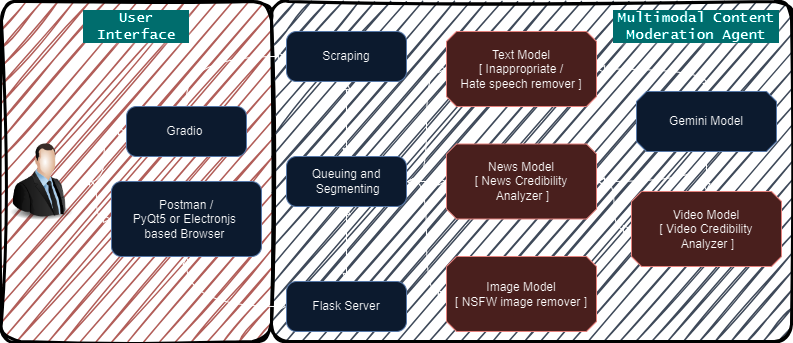 User
Interface
Multimodal Content
Moderation Agent
Gradio
Postman /
PyQt5 or Electronjs
based Browser
Scraping
Queuing and
Segmenting
Flask Server
Text Model
[ Inappropriate /
Hate speech remover ]
News Model
[ News Credibility
Analyzer ]
Image Model
[ NSFW image remover ]
Gemini Model
Video Model
[ Video Credibility
Analyzer ]